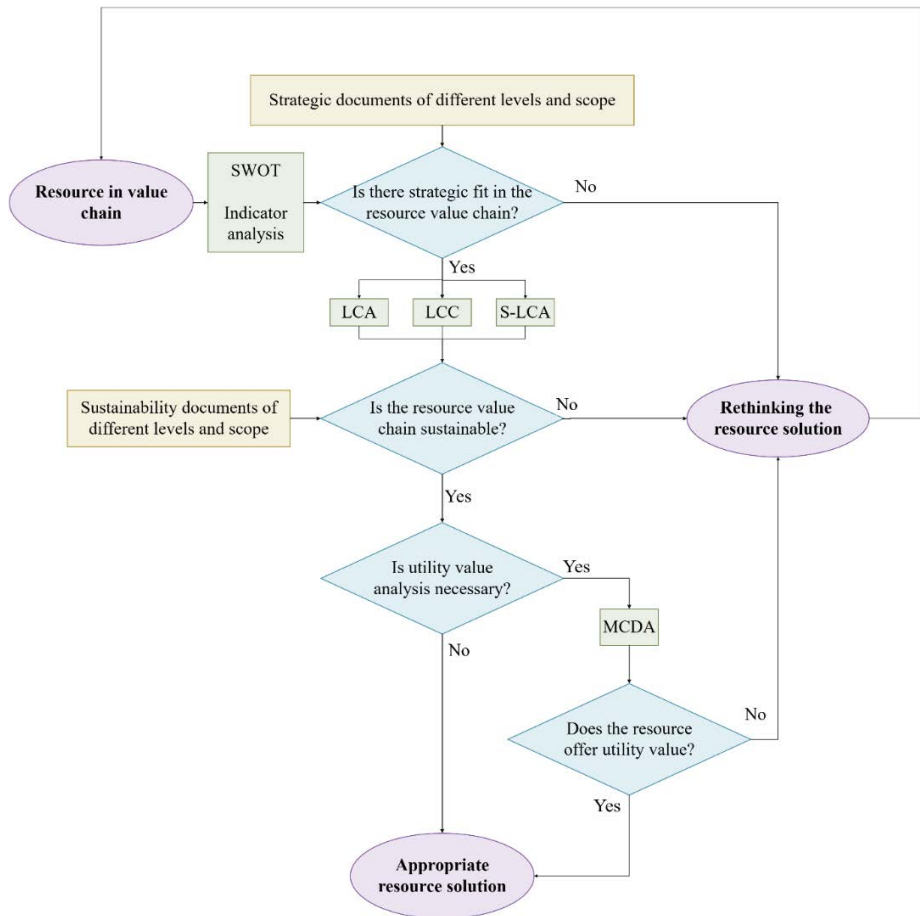 Strategic documents of different levels and scope
Resource in value
chain
SWOT
Indicator
analysis
Is there strategic fit in the
resource value chain?
No
Yes
LCA
LCC
S-LCA
Sustainability documents of
different levels and scope
Is the resource value
chain sustainable?
No
Rethinking the
resource solution
Yes
Is utility value
analysis necessary?
Yes
MCDA
No
Does the resource
offer utility value?
No
Yes
Appropriate
resource solution